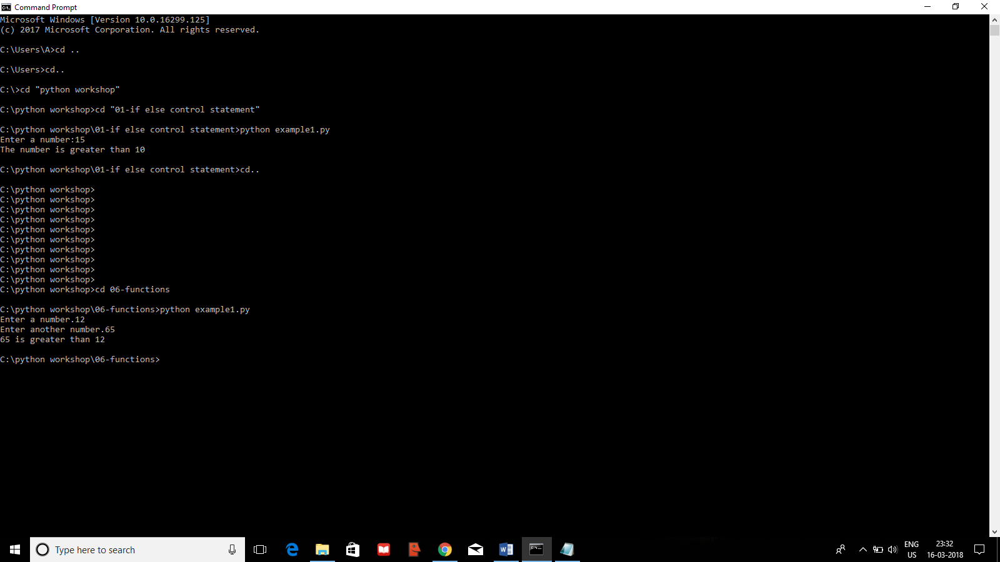 Command Prompt
Microsoft Windows [Version 10.0.16299.125]
(c) 2017 Microsoft Corporation. All rights reserved.
C:\Users\A>cd ..
C:\Users>cd..
C:\>cd "python workshop"
C:\python workshop>cd "01-if else control statement"
C:\python workshop\01-if else control statement>python example1.py
Enter a number:15
The number is greater than 10
C:\python workshop\01-if else control statement>cd..
C:\python workshop>
C:\python workshop>
C:\python workshop>
C:\python workshop>
C:\python workshop>
C:\python workshop>
C:\python workshop>
C:\python workshop>
C:\python workshop>
C:\python workshop>
C:\python workshop>cd 06-functions
C:\python workshop\06-functions>python example1.py
Enter a number.12
Enter another number.65
65 is greater than 12
C:\python workshop\06-functions>
Type here to search
ENG
US
23:32
16-03-2018